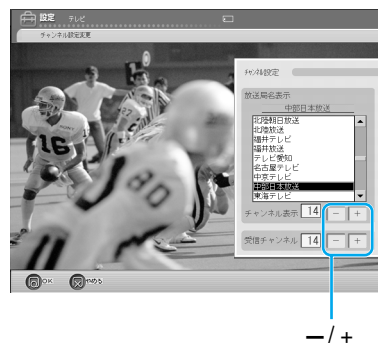 設定 テレビ
チャンネル設定変更
チャンネル設定
放送局名表示
中部日本放送
北陸朝日放送
北陸放送
福井テレビ
福井放送
テレビ愛知
名古屋テレビ
中京テレビ
中部日本放送
東海テレビ
チャンネル表示 14 − +
受信チャンネル 14 − +
16
80
OK やめる
−/+